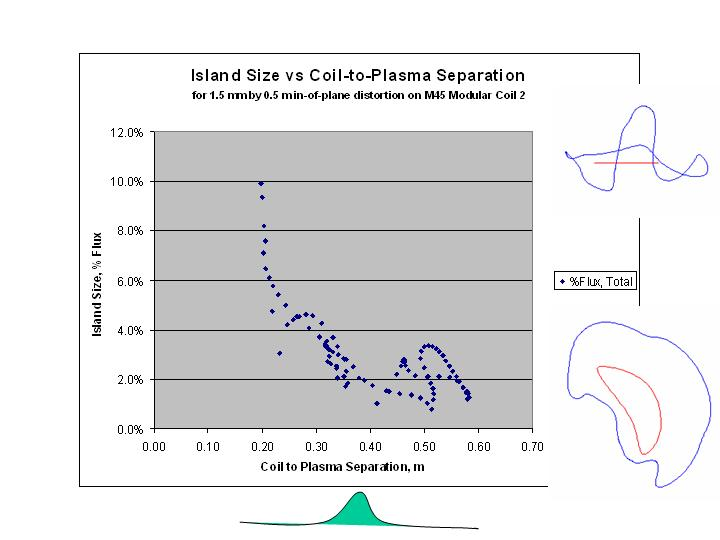 Island Size vs Coil-to-Plasma Separation
for 1.5 mm by 0.5 m in-of-plane distortion on M45 Modular Coil 2
12.0%
10.0%
8.0%
6.0%
4.0%
2.0%
0.0%
Island Size, % Flux
0.00 0.10 0.20 0.30 0.40 0.50 0.60 0.70
Coil to Plasma Separation, m
%Flux, Total